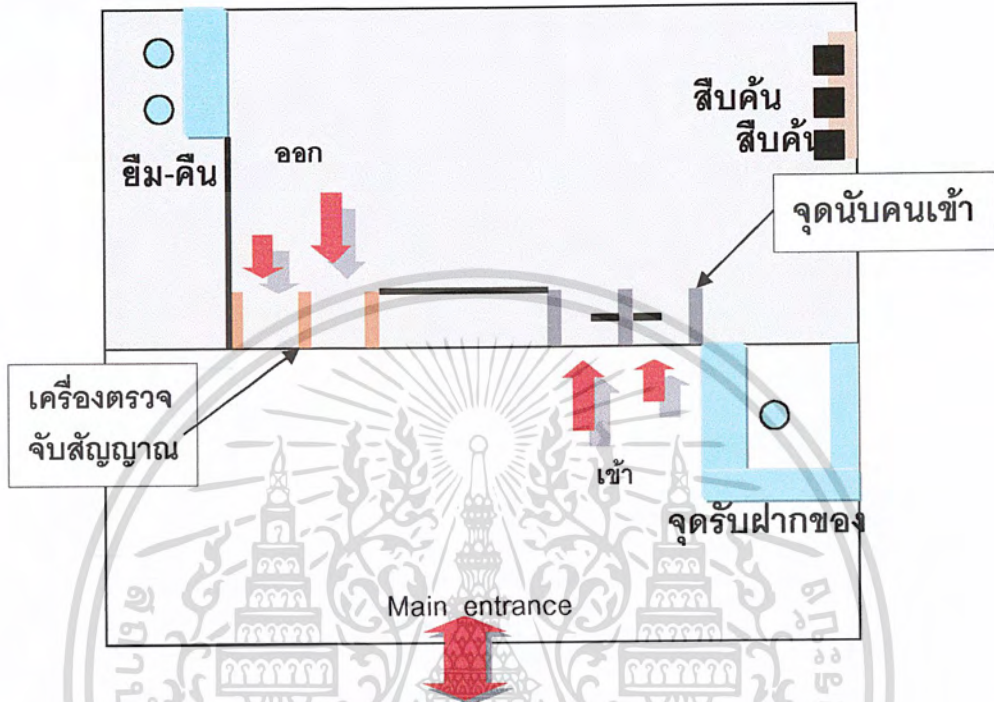 สืบค้น
สืบค้น
ยืม-คืน
ออก
จุดนับคนเข้า
เครื่องตรวจ
จับสัญญาณ
เข้า
จุดรับฝากของ
Main entrance